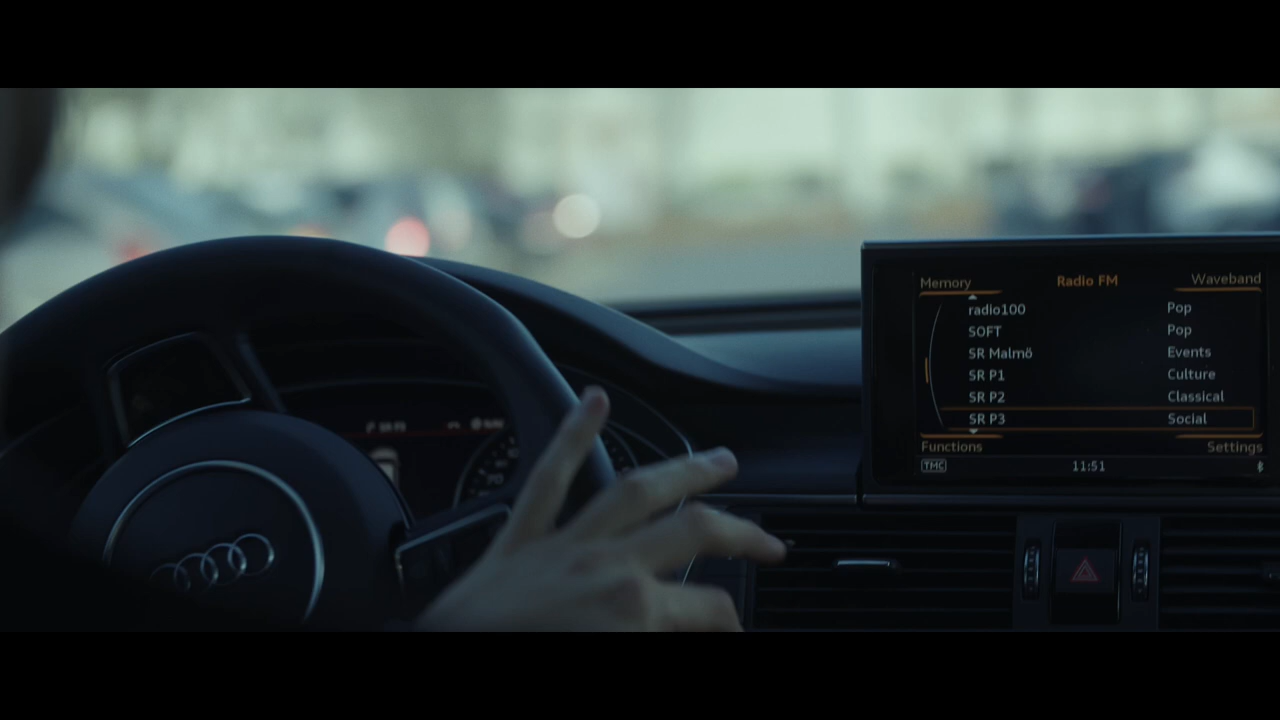 Memory Radio FM Waveband
radio100 Pop
SOFT Pop
SR Malmö Events
SR P1 Culture
SR P2 Classical
SR P3 Social
Functions Settings
TMC 11:51
70